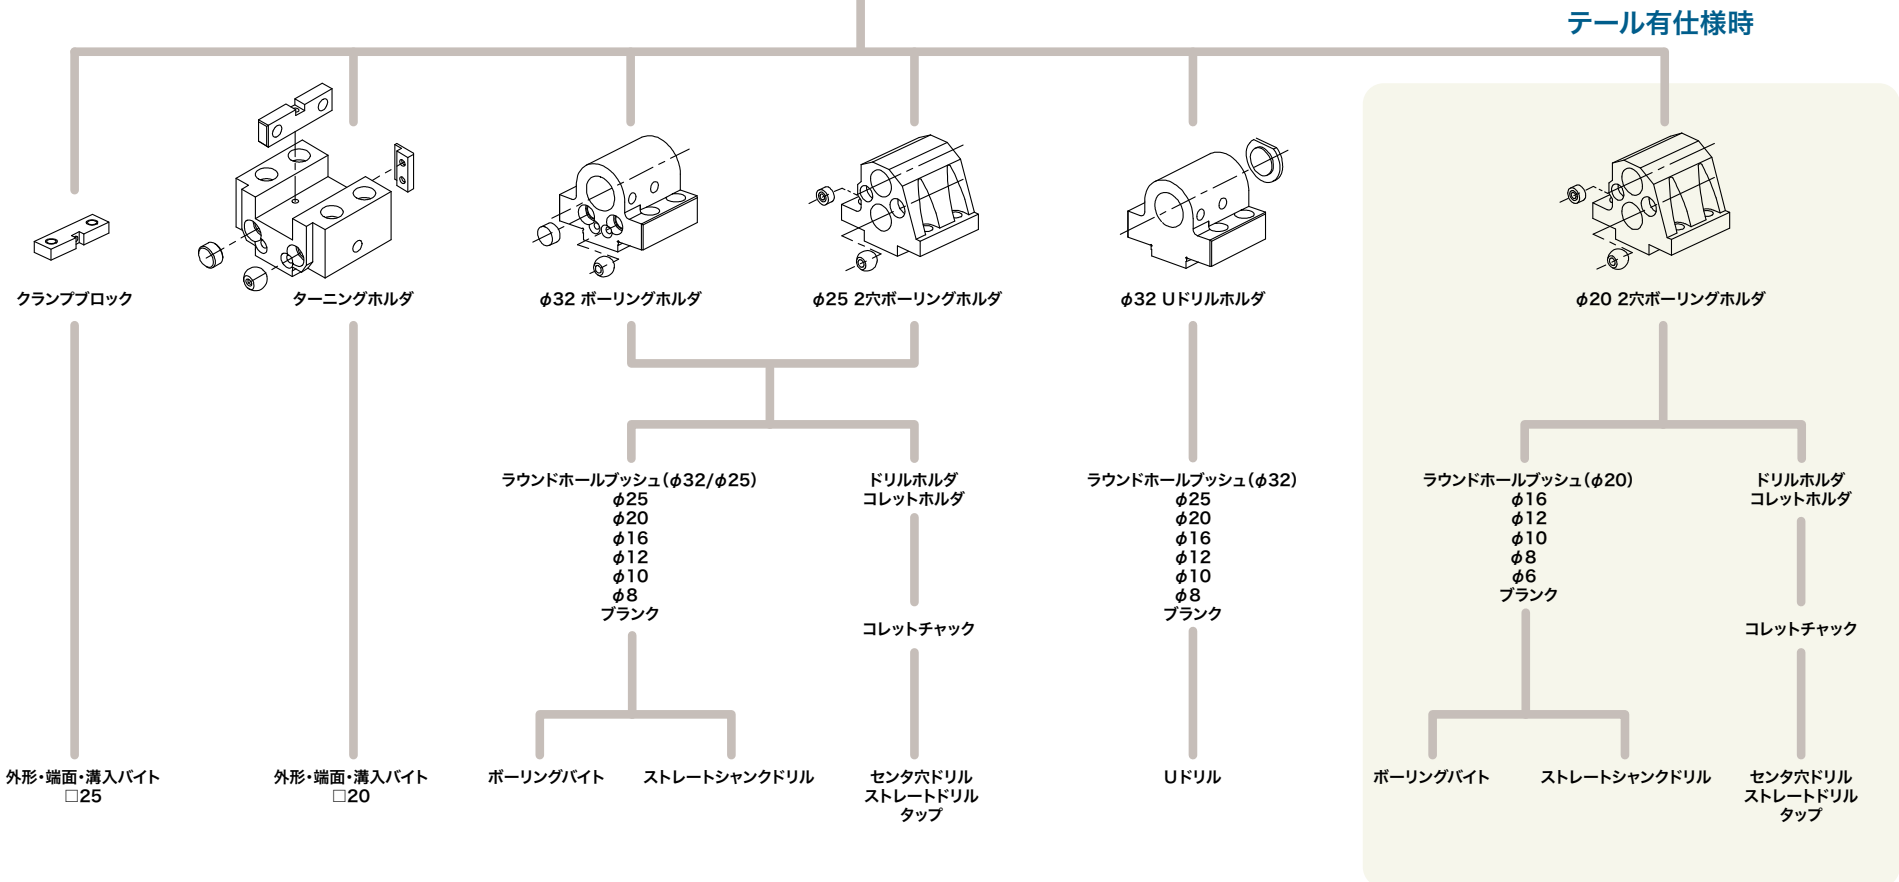 テール有仕様時
クランプブロック
ターニングホルダ
φ32 ボーリングホルダ
φ25 2穴ボーリングホルダ
φ32 Uドリルホルダ
φ20 2穴ボーリングホルダ
ラウンドホールブッシュ(φ32/φ25)
φ25
φ20
φ16
φ12
φ10
φ8
ブランク
ドリルホルダ
コレットホルダ
コレットチャック
ラウンドホールブッシュ(φ32)
φ25
φ20
φ16
φ12
φ10
φ8
ブランク
ラウンドホールブッシュ(φ20)
φ16
φ12
φ10
φ8
φ6
ブランク
ドリルホルダ
コレットホルダ
コレットチャック
外形・端面・溝入バイト
□25
外形・端面・溝入バイト
□20
ボーリングバイト
ストレートシャンクドリル
センタ穴ドリル
ストレートドリル
タップ
Uドリル
ボーリングバイト
ストレートシャンクドリル
センタ穴ドリル
ストレートドリル
タップ